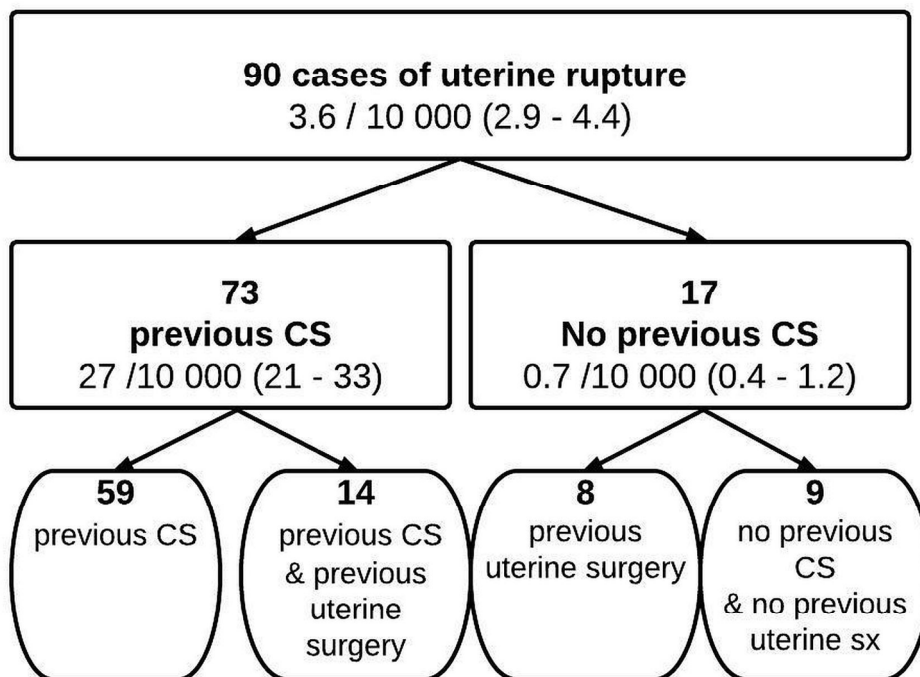 90 cases of uterine rupture
3.6 / 10 000 (2.9 - 4.4)
73
previous CS
27 /10 000 (21 - 33)
17
No previous CS
0.7 /10 000 (0.4 - 1.2)
59
previous CS
14
previous CS
& previous
uterine
surgery
8
previous
uterine surgery
9
no previous
CS
& no previous
uterine sx